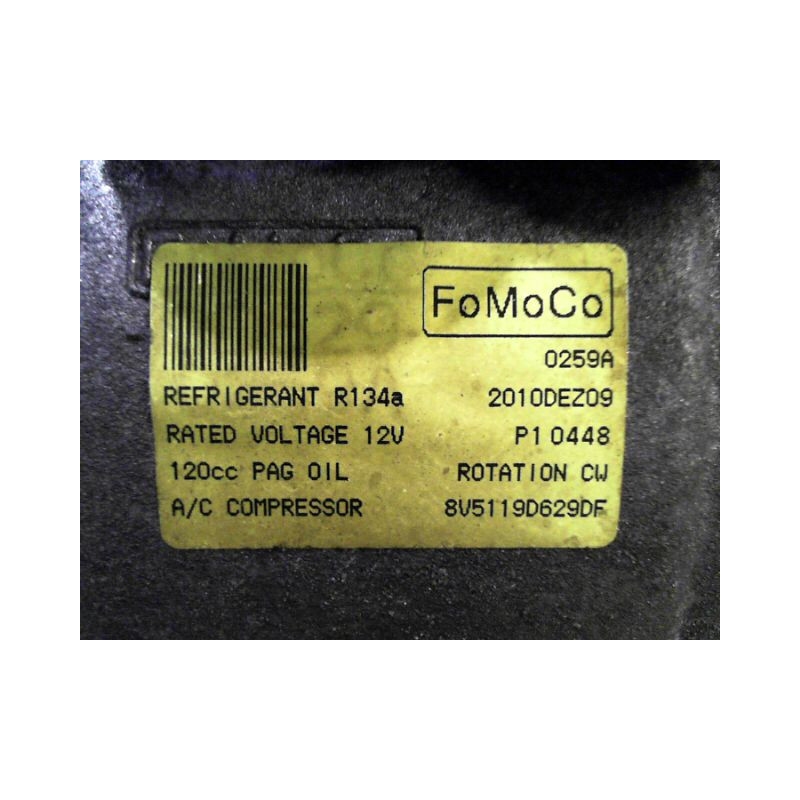 FoMoCo
0259A
REFRIGERANT R134a 2010DEZ09
RATED VOLTAGE 12V P1 0448
120cc PAG OIL ROTATION CW
A/C COMPRESSOR 8V5119D629DF